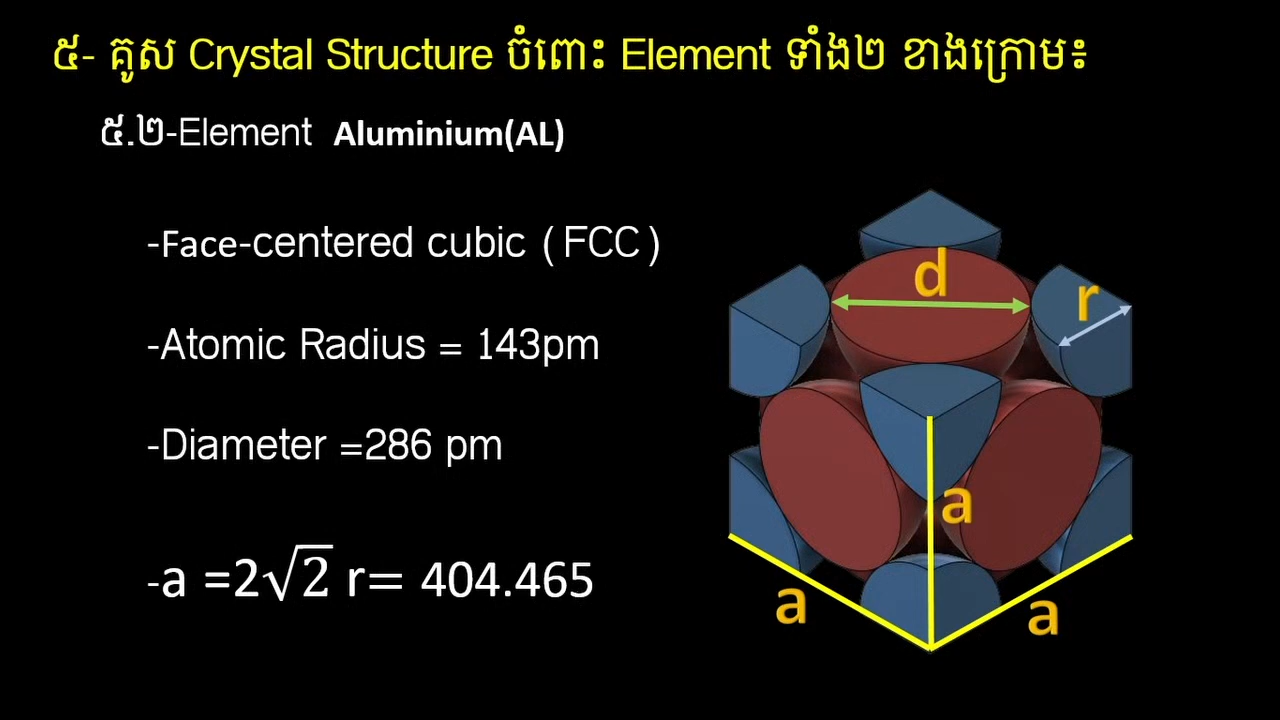 ៥- គូស Crystal Structure ចំពោះ Element ទាំង២ ខាងក្រោម៖
៥.២-Element Aluminium(AL)
-Face-centered cubic ( FCC )
-Atomic Radius = 143pm
-Diameter =286 pm
-a =2√2 r= 404.465
d
r
a
a
a